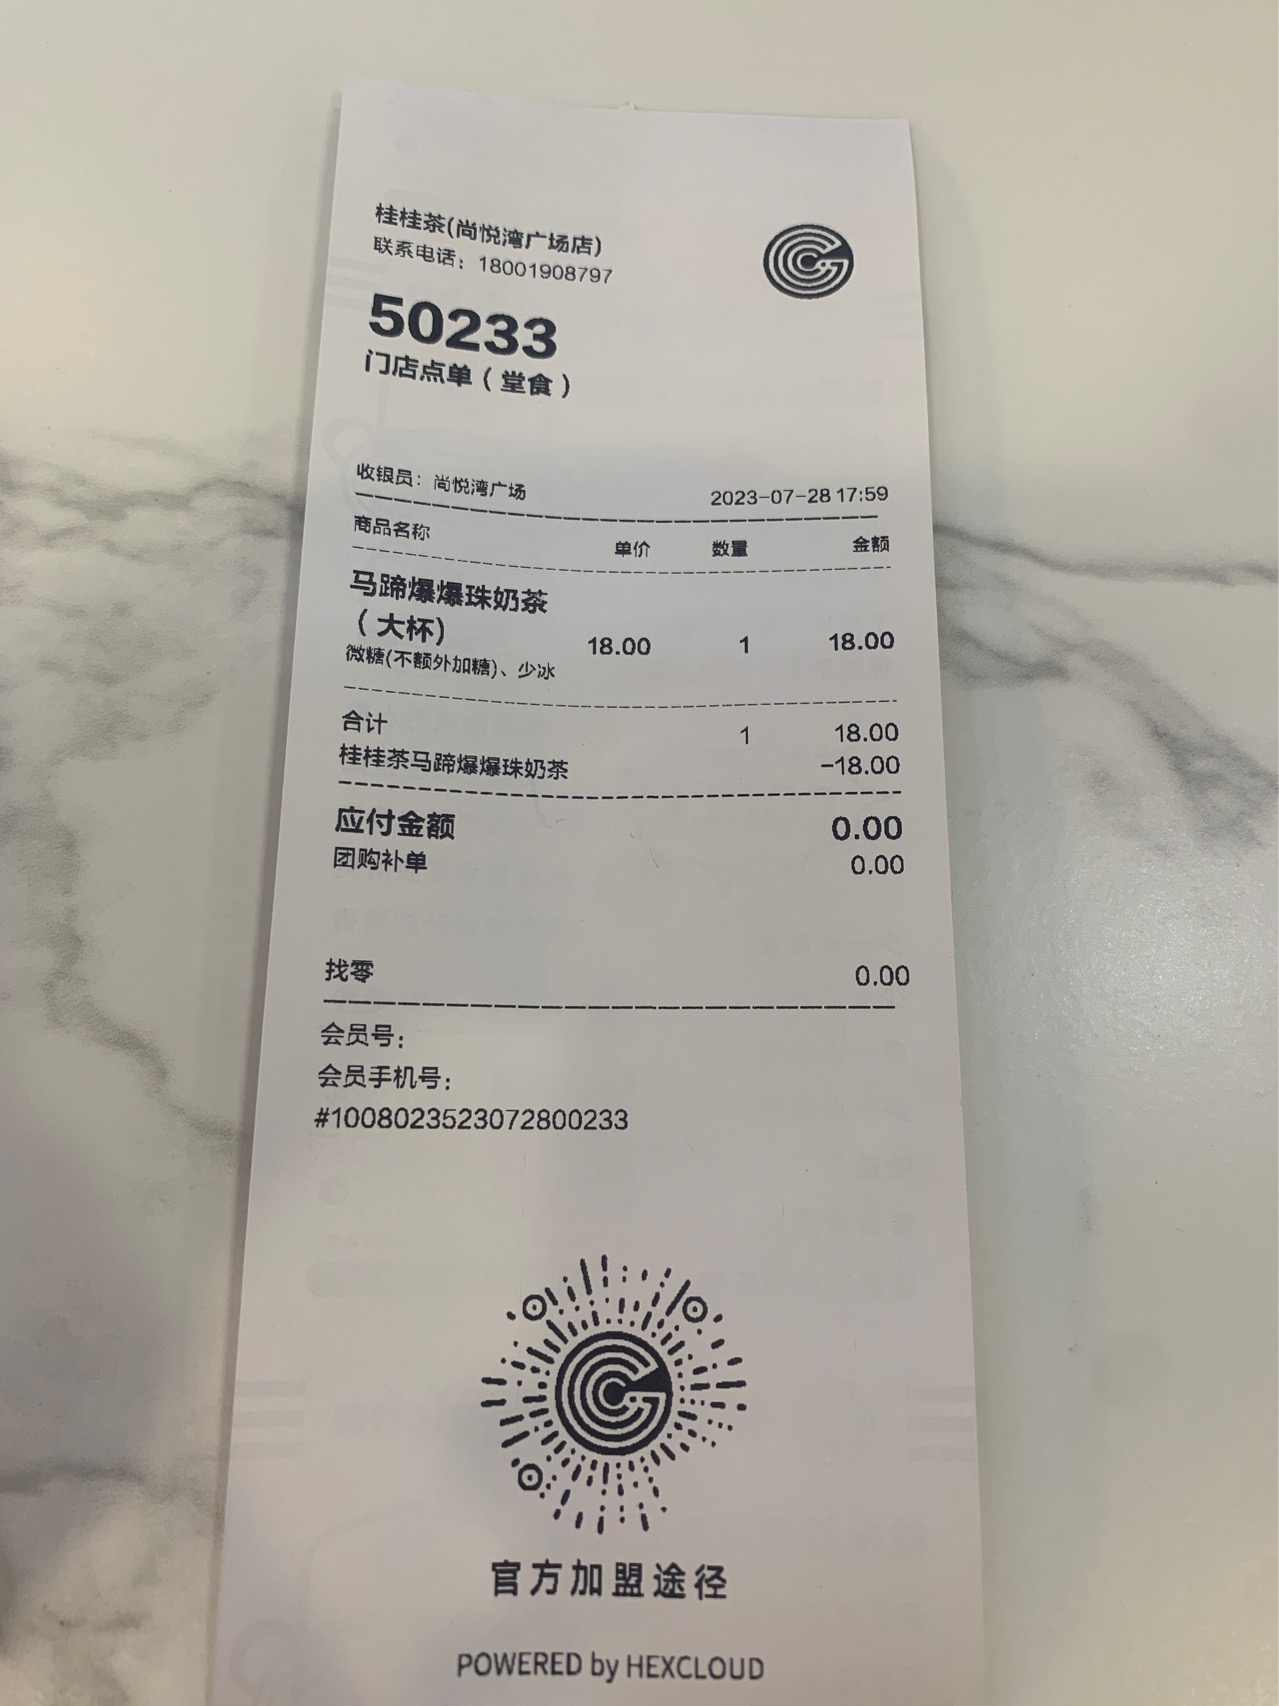 桂桂茶(尚悦湾广场店)
联系电话：18001908797
50233
门店点单（堂食）
收银员：尚悦湾广场 2023-07-28 17:59
商品名称 单价 数量 金额
马蹄爆爆珠奶茶
（大杯） 18.00 1 18.00
微糖(不额外加糖)、少冰
合计 1 18.00
桂桂茶马蹄爆爆珠奶茶 -18.00
应付金额 0.00
团购补单 0.00
找零 0.00
会员号：
会员手机号：
#1008023523072800233
官方加盟途径
POWERED by HEXCLOUD